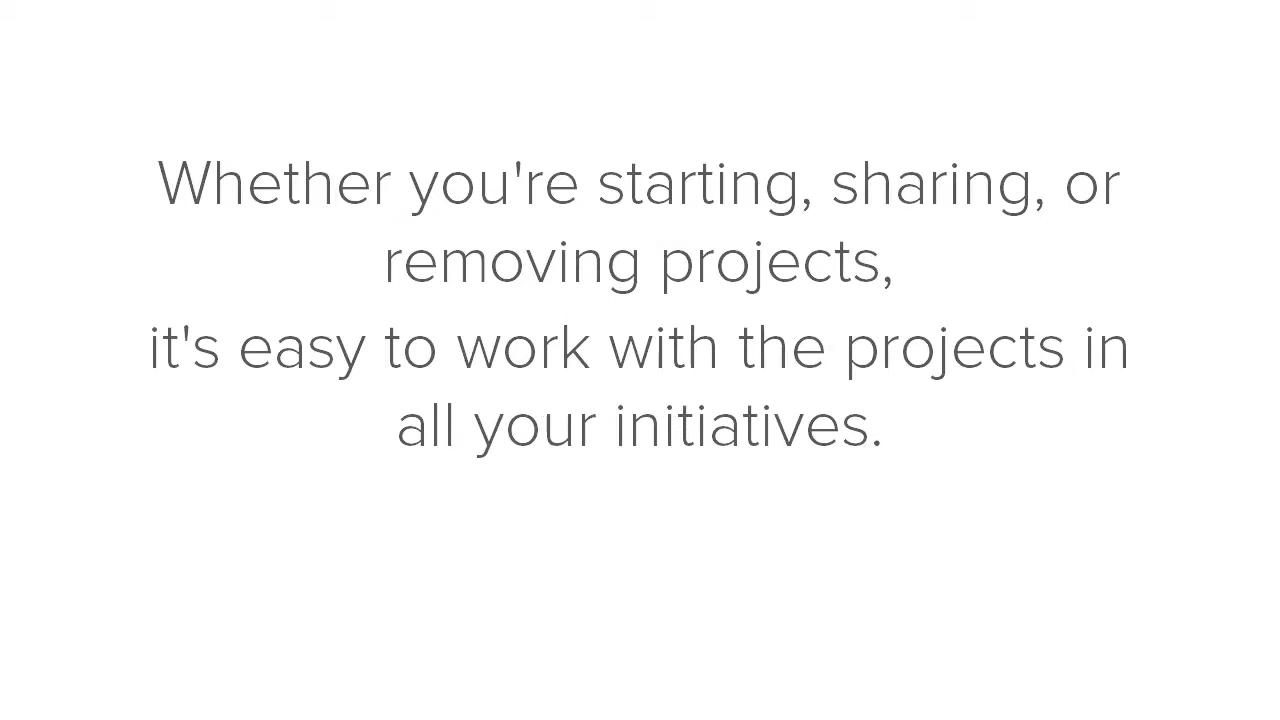 Whether you're starting, sharing, or
removing projects,
it's easy to work with the projects in
all your initiatives.